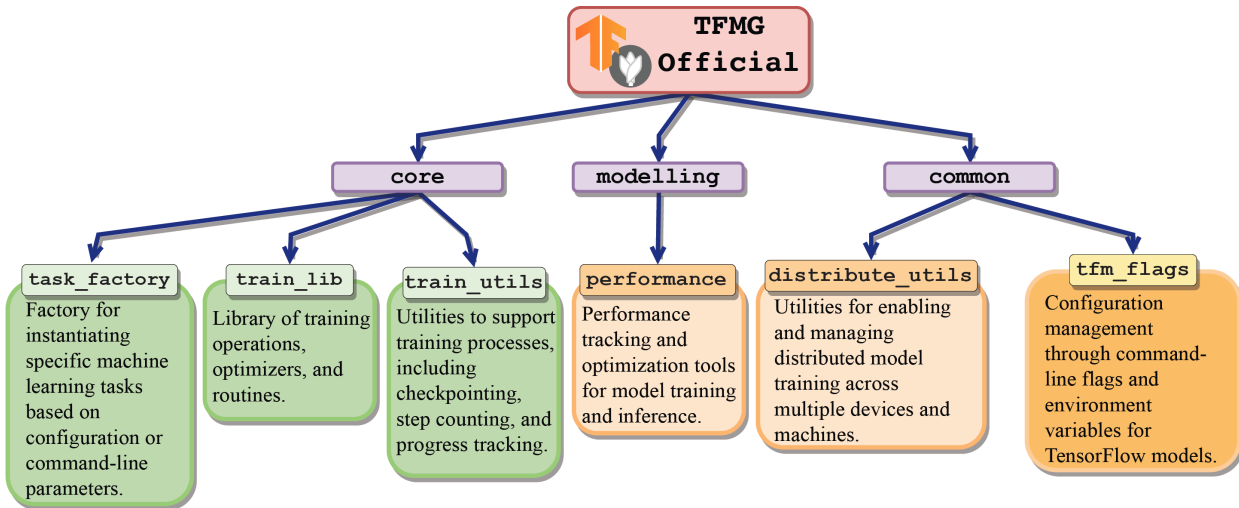 TFMG
Official
core
modelling
common
task_factory
Factory for
instantiating
specific machine
learning tasks
based on
configuration or
command-line
parameters.
train_lib
Library of training
operations,
optimizers, and
routines.
train_utils
Utilities to support
training processes,
including
checkpointing,
step counting, and
progress tracking.
performance
Performance
tracking and
optimization tools
for model training
and inference.
distribute_utils
Utilities for enabling
and managing
distributed model
training across
multiple devices and
machines.
tfm_flags
Configuration
management
through command-
line flags and
environment
variables for
TensorFlow models.